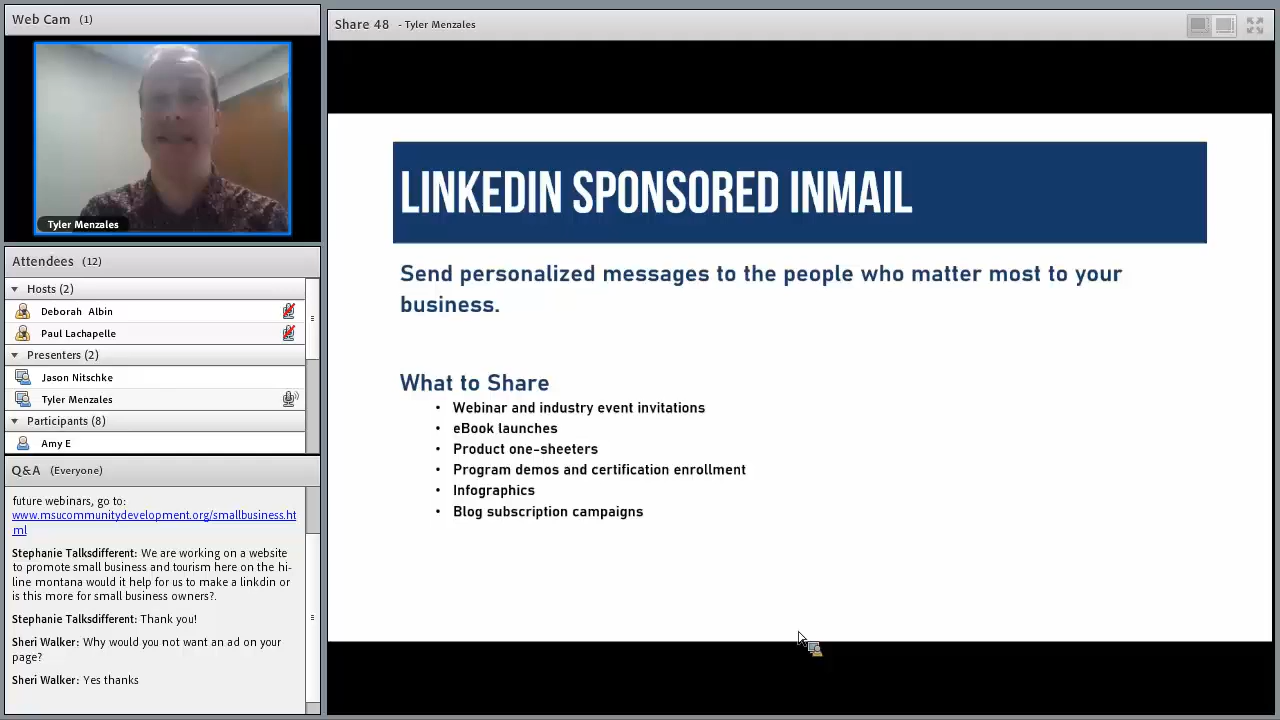 Web Cam (1)
Tyler Menzales
Attendees (12)
Hosts (2)
Deborah Albin
Paul Lachapelle
Presenters (2)
Jason Nitschke
Tyler Menzales
Participants (8)
Amy E
Q&A (Everyone)
future webinars, go to:
www.msucommunitydevelopment.org/smallbusiness.ht
ml
Stephanie Talksdifferent: We are working on a website
to promote small business and tourism here on the hi-
line montana would it help for us to make a linkdin or
is this more for small business owners?.
Stephanie Talksdifferent: Thank you!
Sheri Walker: Why would you not want an ad on your
page?
Sheri Walker: Yes thanks
Share 48 - Tyler Menzales
LINKEDIN SPONSORED INMAIL
Send personalized messages to the people who matter most to your
business.
What to Share
• Webinar and industry event invitations
• eBook launches
• Product one-sheeters
• Program demos and certification enrollment
• Infographics
• Blog subscription campaigns